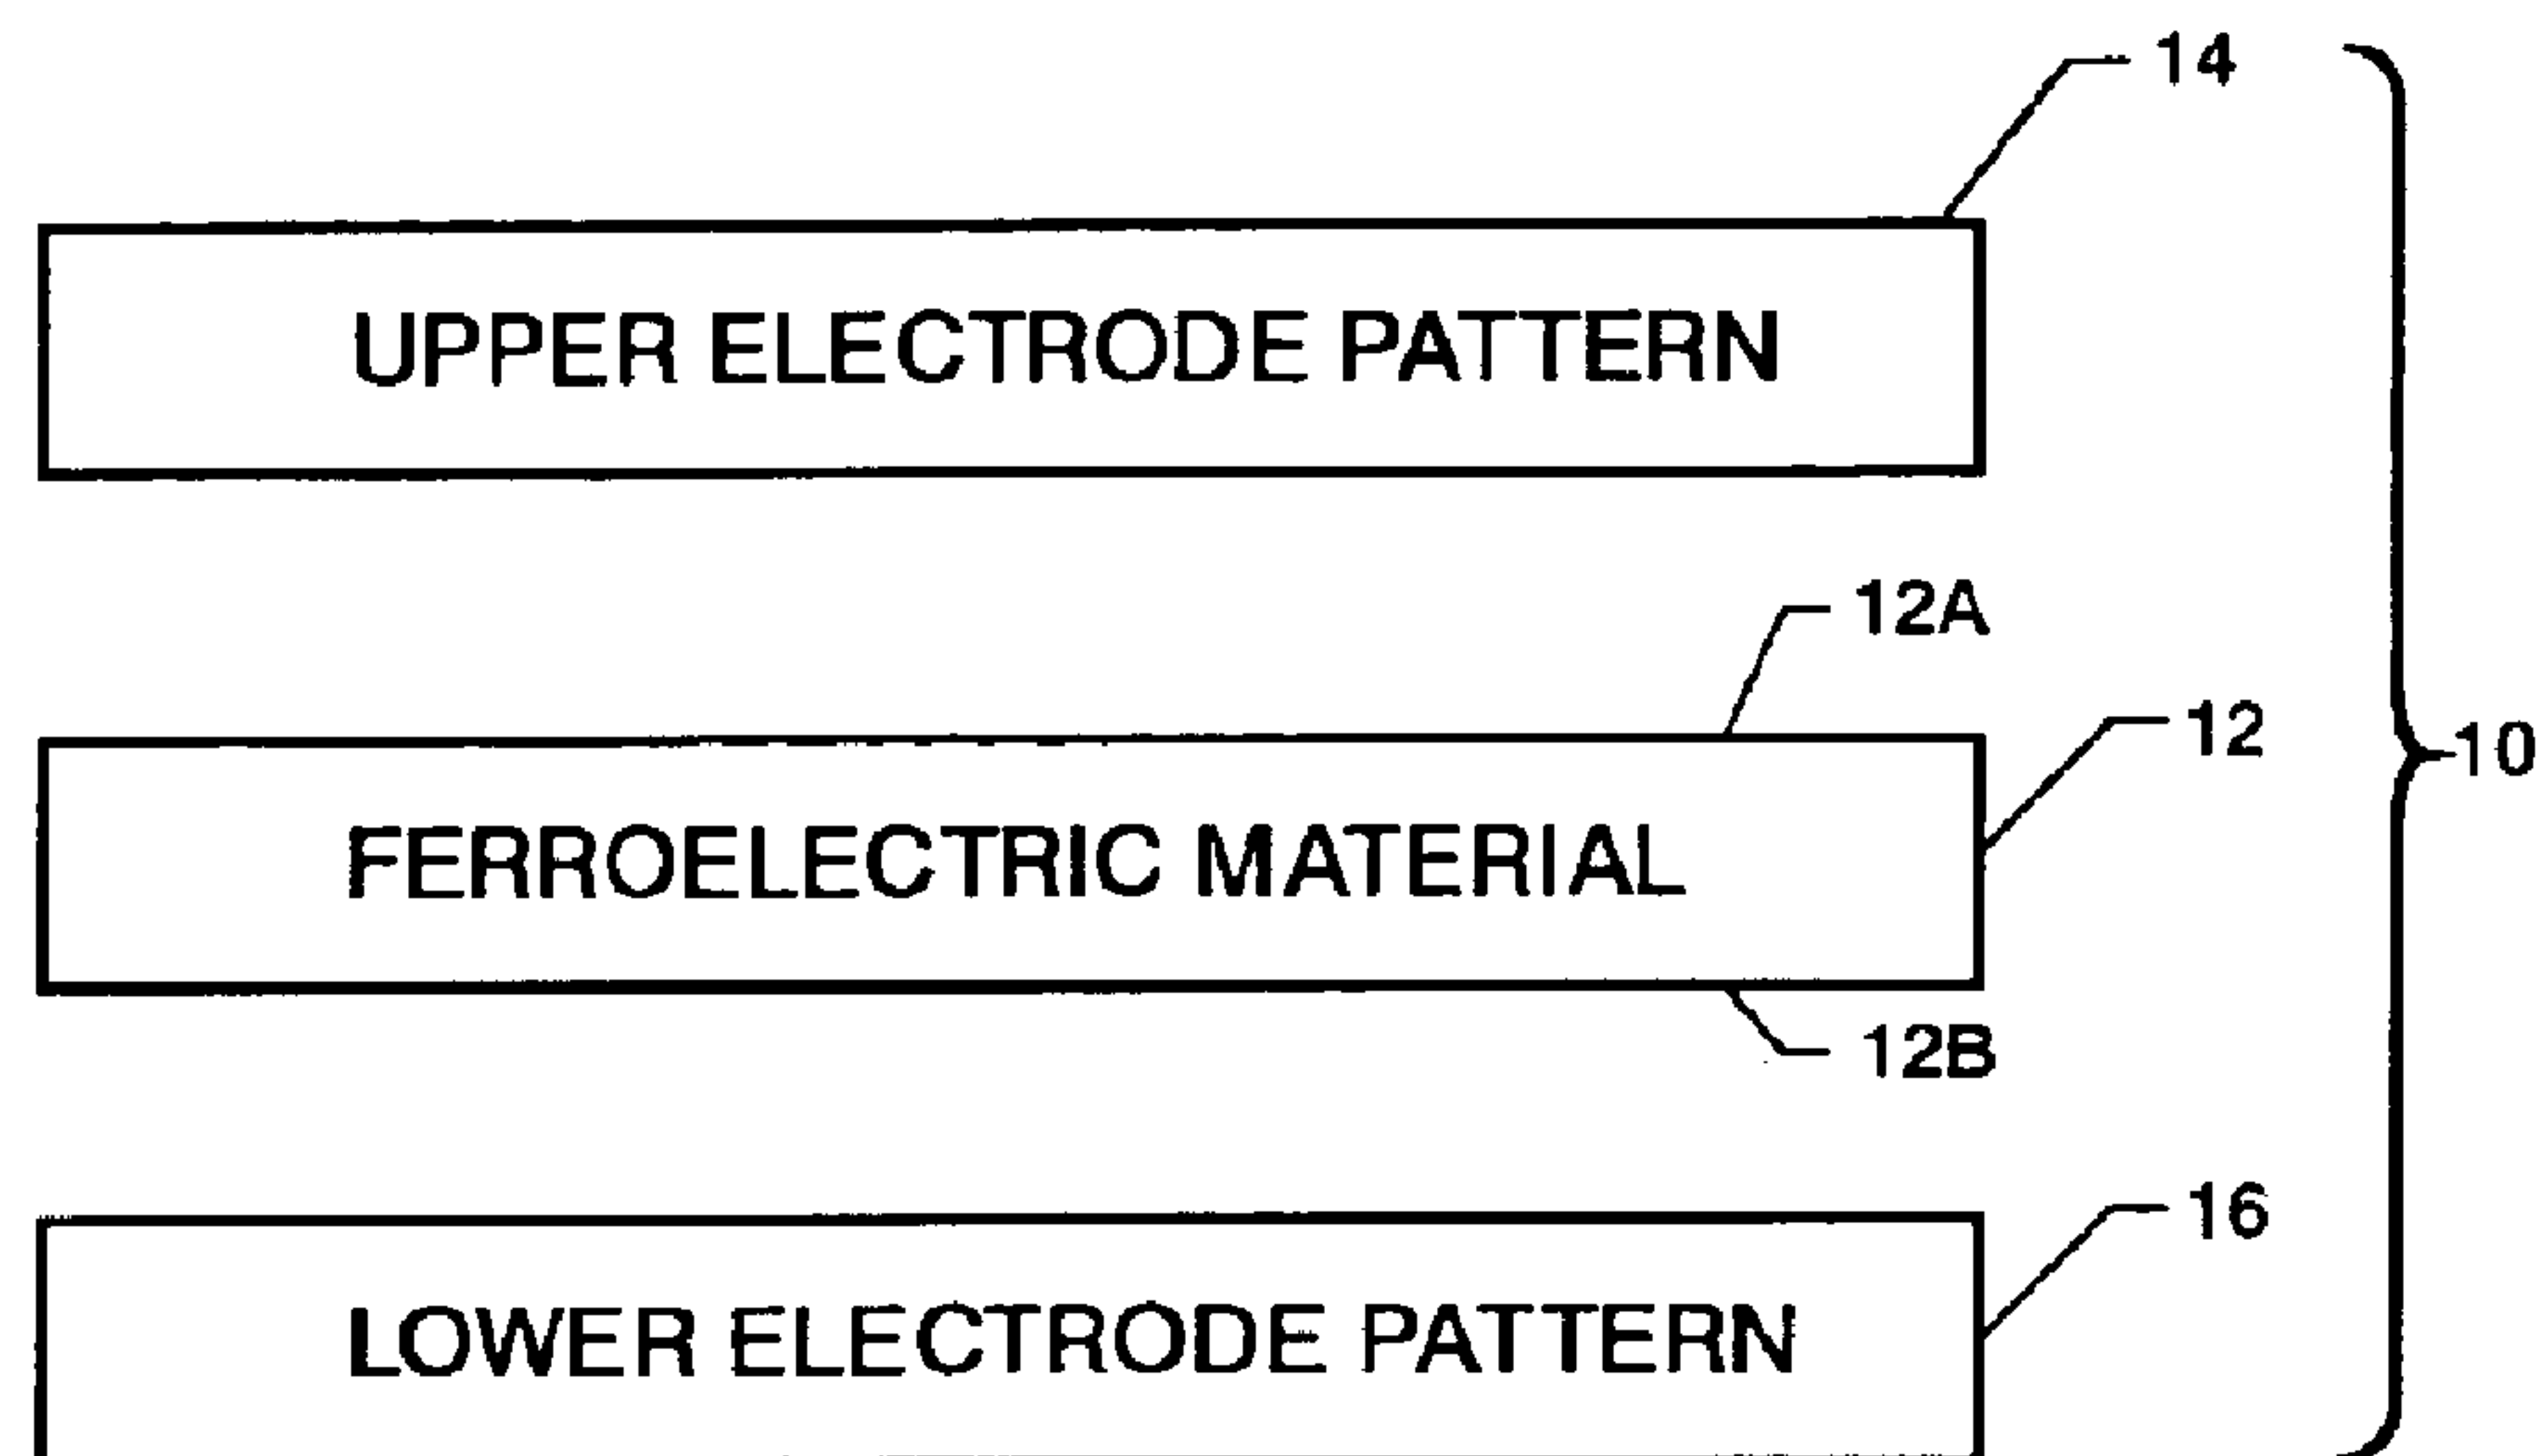 14
UPPER ELECTRODE PATTERN
12A
12
10
FERROELECTRIC MATERIAL
12B
16
LOWER ELECTRODE PATTERN